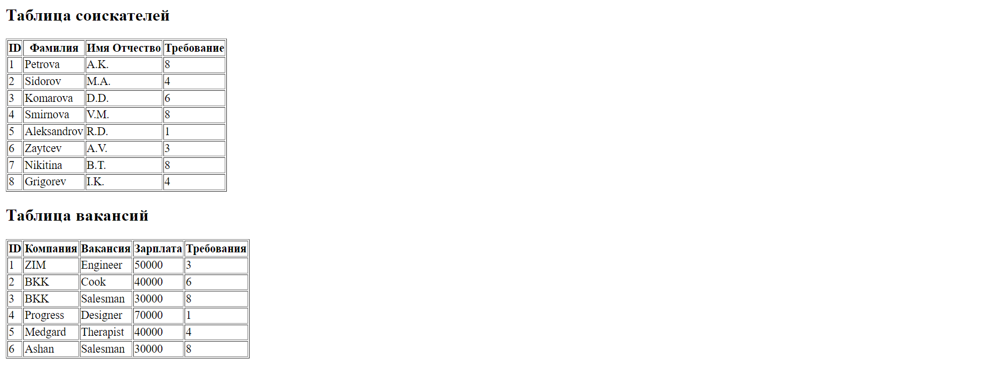 Таблица соискателей
ID Фамилия Имя Отчество Требование
1 Petrova A.K. 8
2 Sidorov M.A. 4
3 Komarova D.D. 6
4 Smirnova V.M. 8
5 Aleksandrov R.D. 1
6 Zaytcev A.V. 3
7 Nikitina B.T. 8
8 Grigorev I.K. 4
Таблица вакансий
ID Компания Вакансия Зарплата Требования
1 ZIM Engineer 50000 3
2 BKK Cook 40000 6
3 BKK Salesman 30000 8
4 Progress Designer 70000 1
5 Medgard Therapist 40000 4
6 Ashan Salesman 30000 8